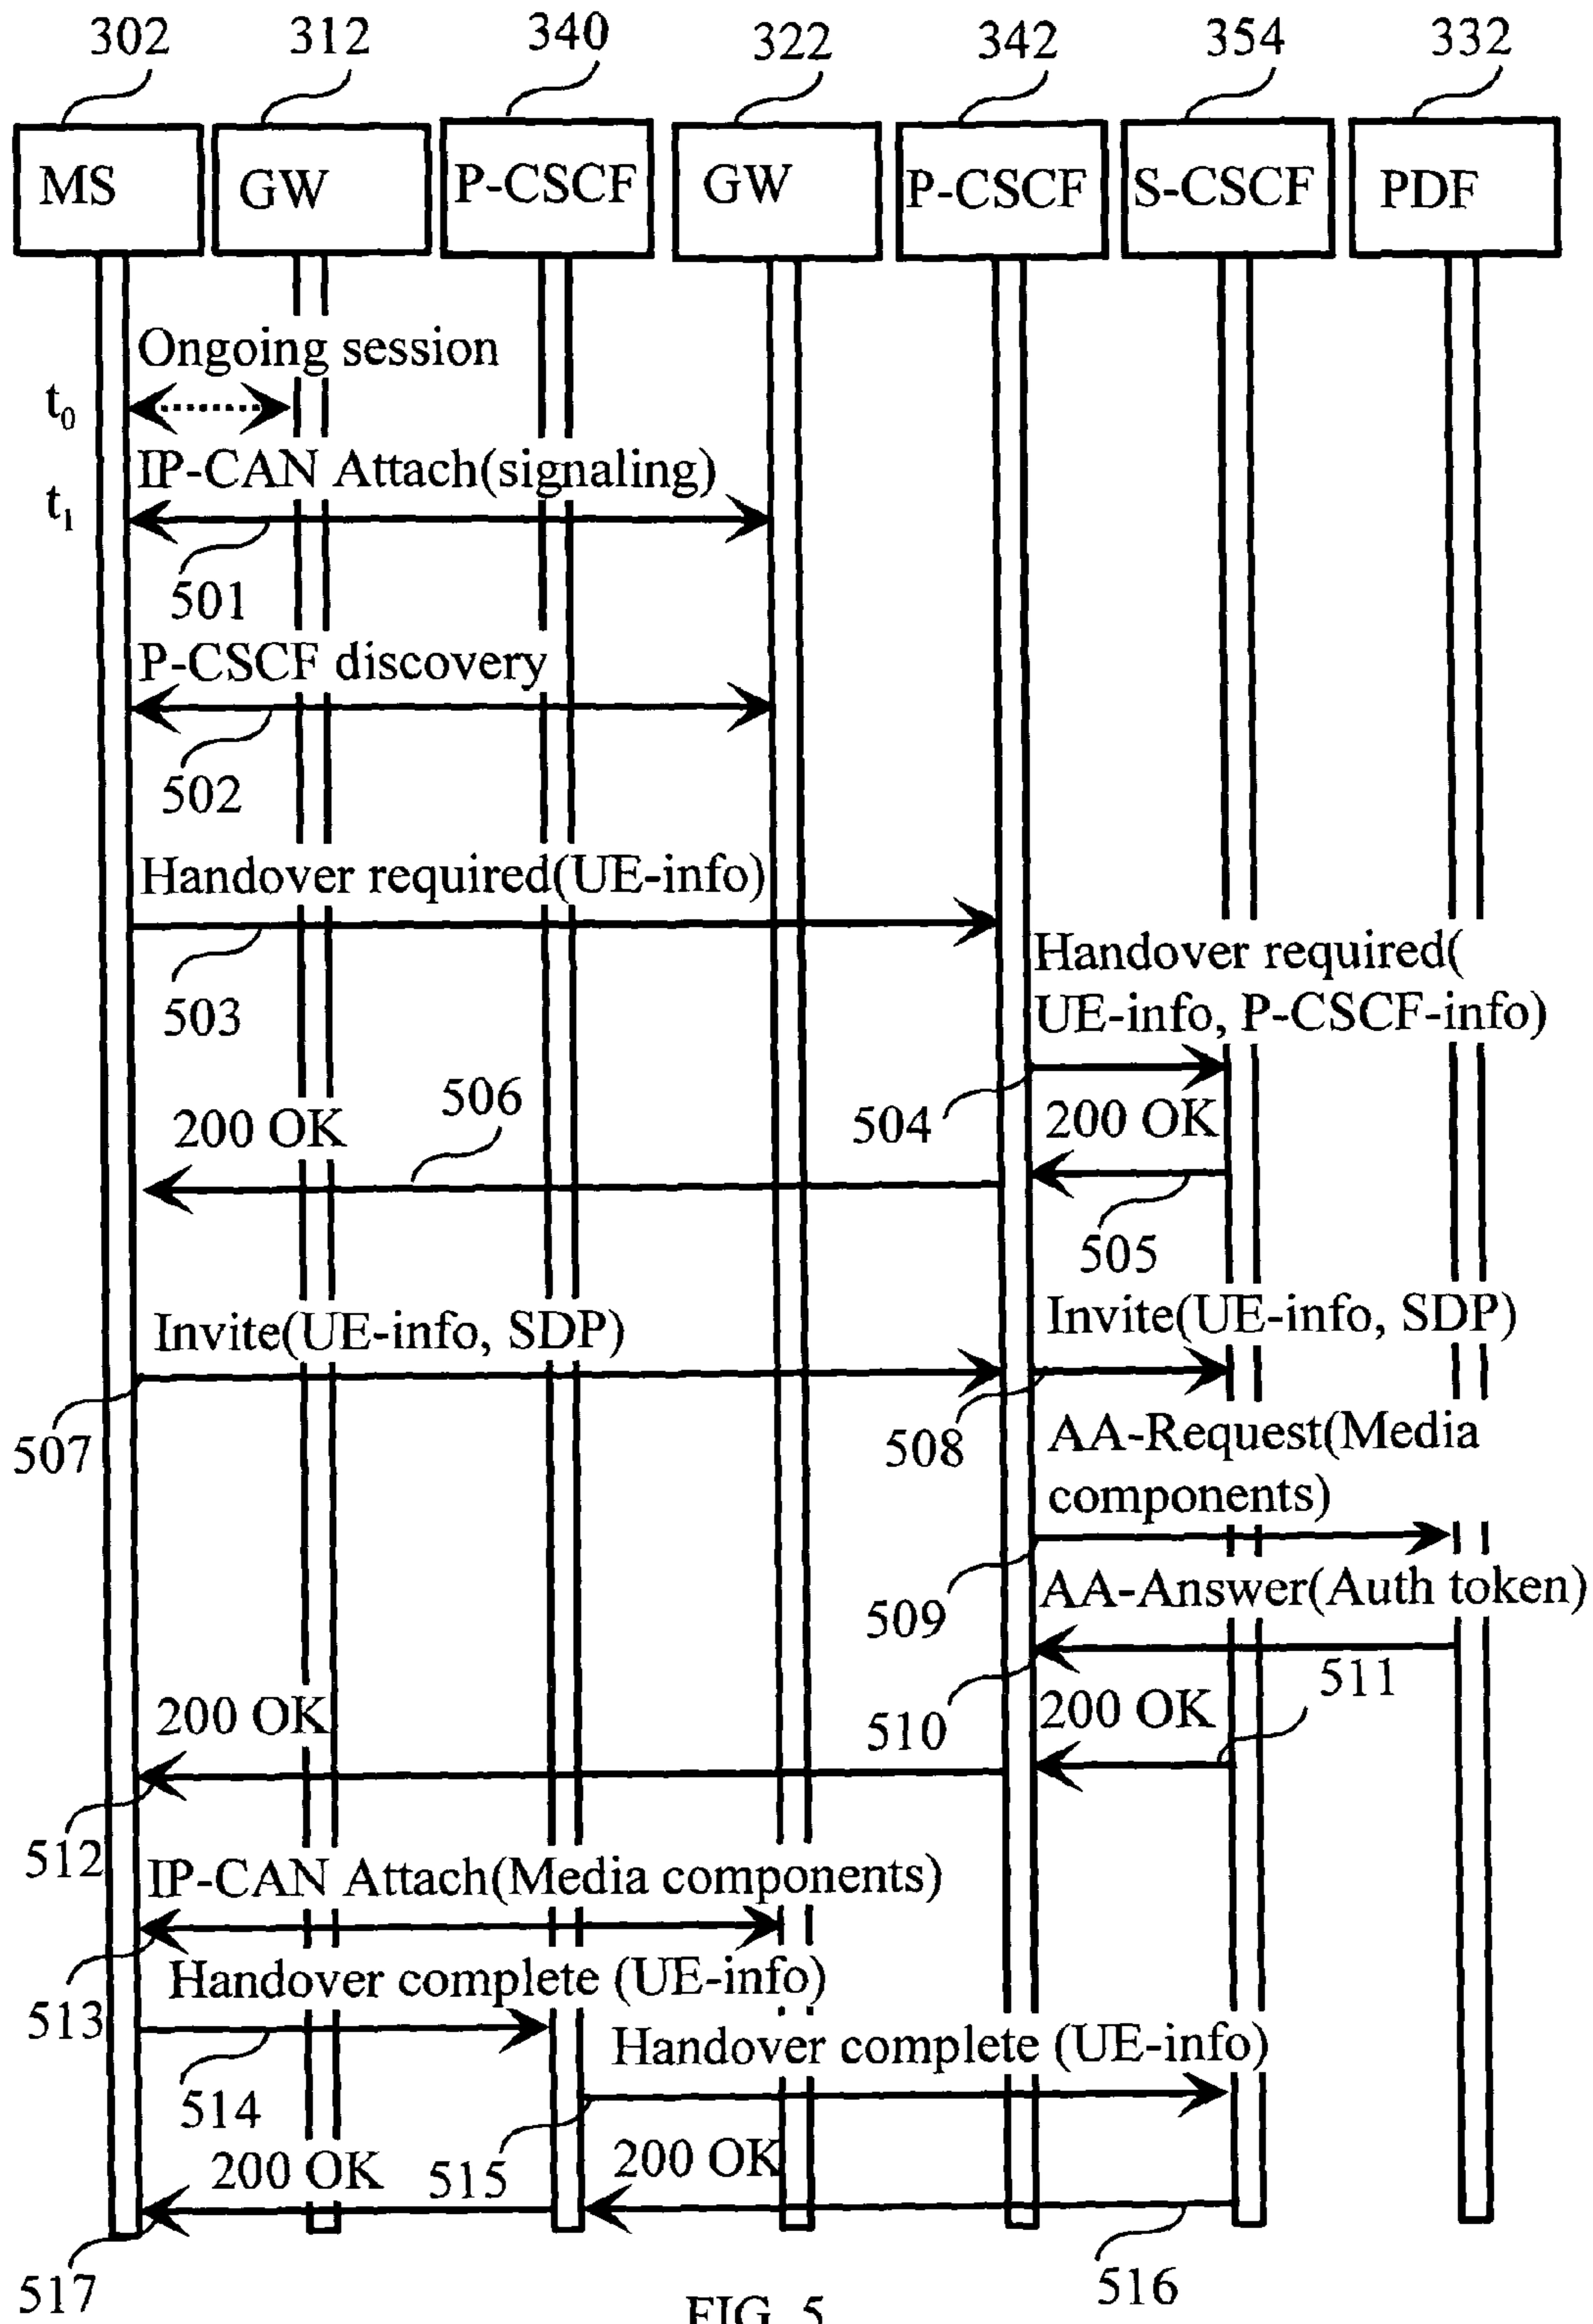 302 312 340 322 342 354 332
MS GW P-CSCF GW P-CSCF S-CSCF PDF
Ongoing session
t0
IP-CAN Attach(signaling)
t1
501
P-CSCF discovery
502
Handover required(UE-info)
503
Handover required(
UE-info, P-CSCF-info)
504
200 OK
505
506
200 OK
Invite(UE-info, SDP)
507
Invite(UE-info, SDP)
508
AA-Request(Media
components)
509
AA-Answer(Auth token)
510
511
200 OK
200 OK
512
IP-CAN Attach(Media components)
513
Handover complete (UE-info)
514
Handover complete (UE-info)
515
200 OK
516
200 OK
517
FIG. 5